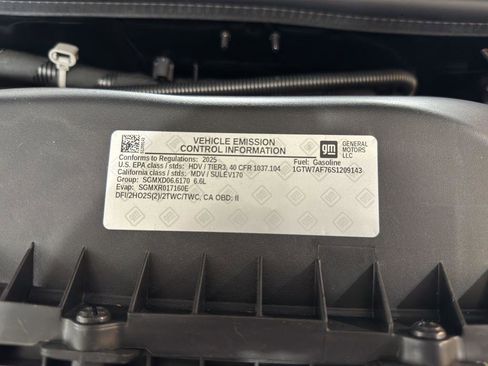 VEHICLE EMISSION
CONTROL INFORMATION
gm
GENERAL
MOTORS
LLC
Conforms to Regulations: 2025
Fuel: Gasoline
U.S. EPA class / stds: HDV / TIER3, 40 CFR 1037.104
1GTW7AF76S1209143
California class / stds: MDV / SULEV170
Group: SGMXD06.6170 6.6L
Evap: SGMXR017160E
DFI/2HO2S(2)/2TWC/TWC, CA OBD: II